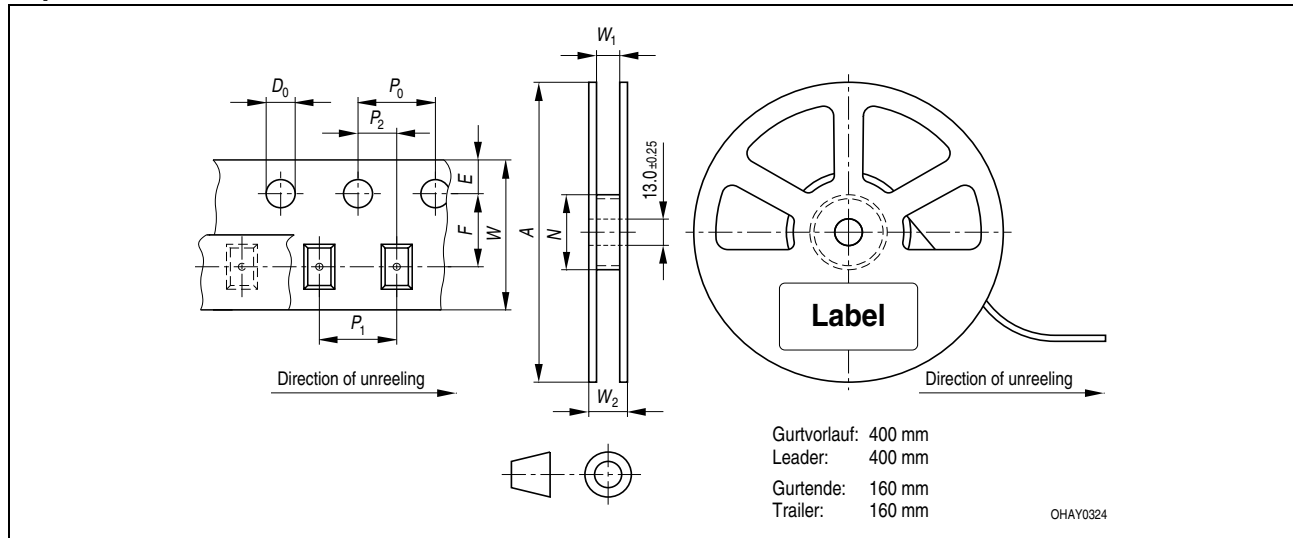 W1
D0
P0
P2
13.0±0.25
E
F
W
A
N
Label
P1
Direction of unreeling
W2
Direction of unreeling
Gurtvorlauf: 400 mm
Leader: 400 mm
Gurtende: 160 mm
Trailer: 160 mm
OHAY0324